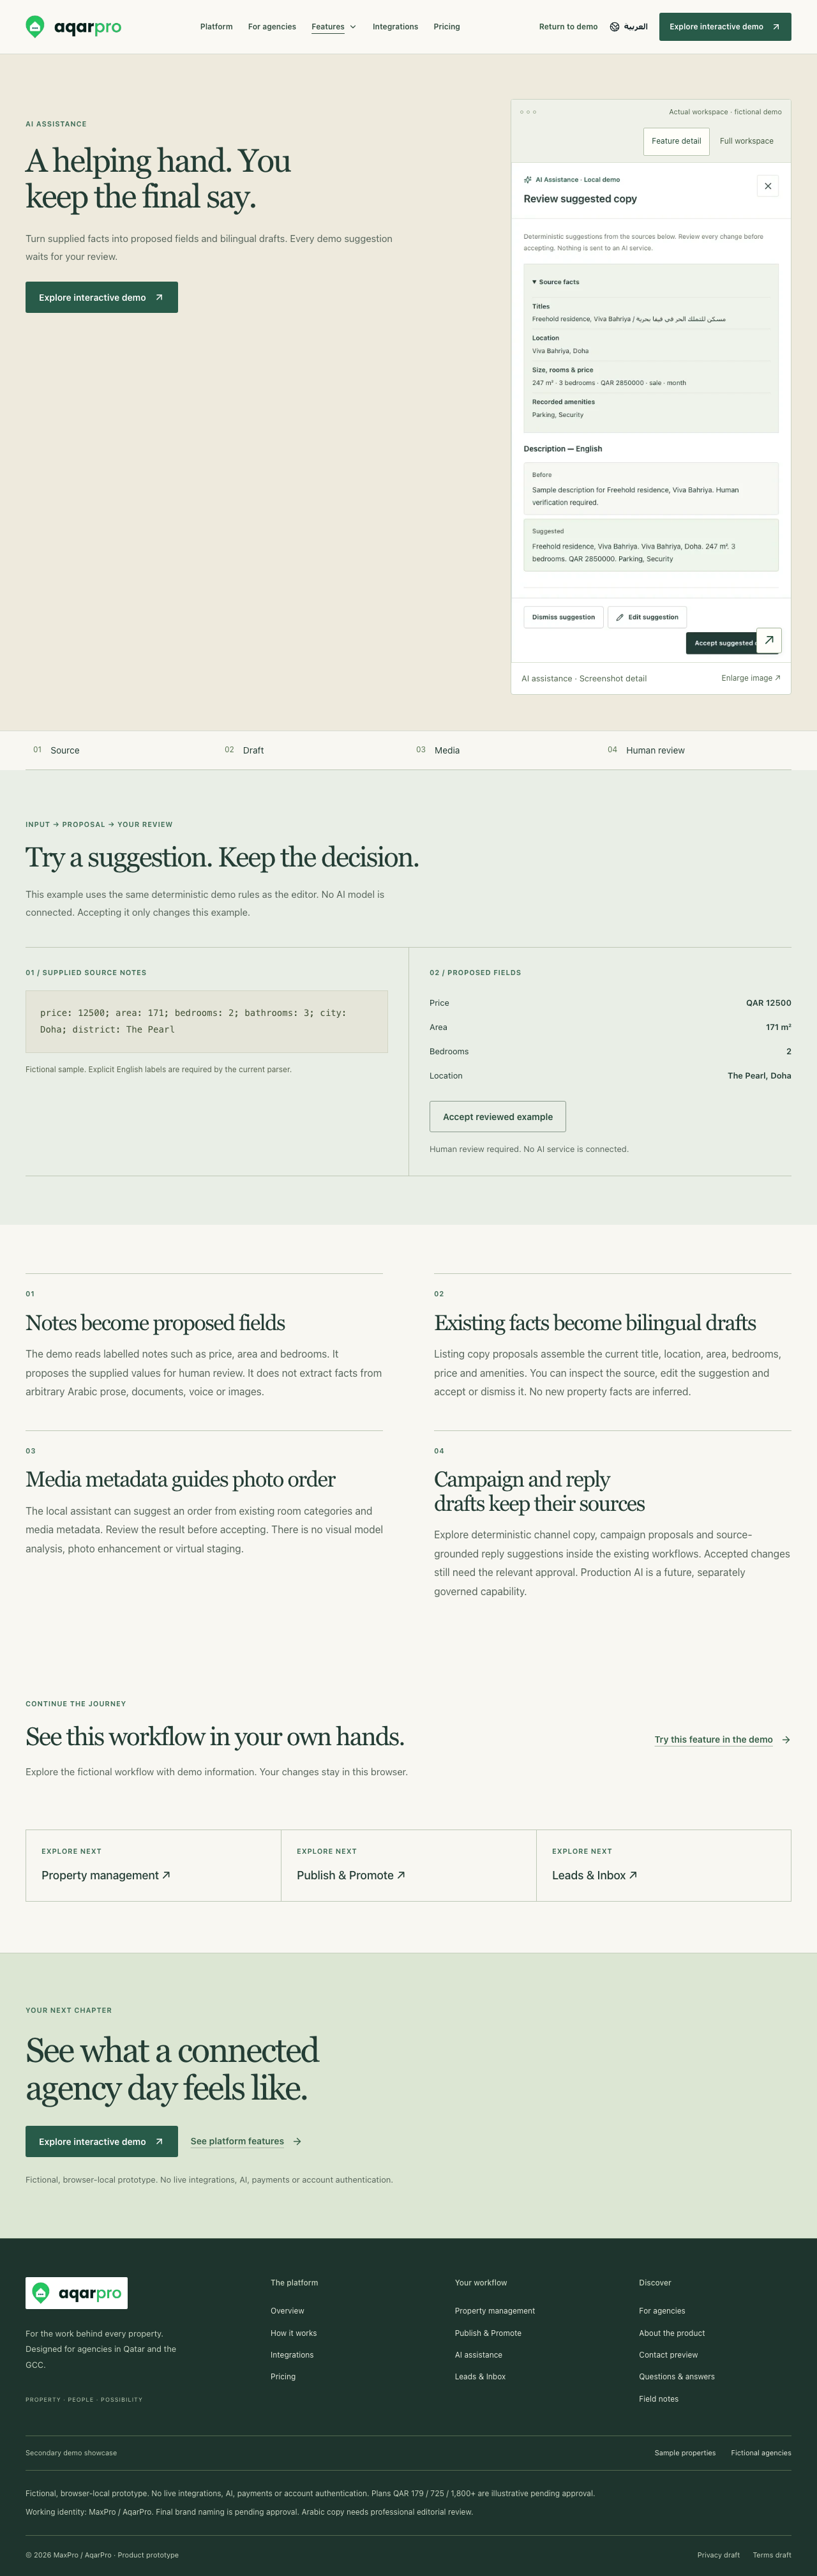 aqarpro
Platform
For agencies
Features
Integrations
Pricing
Return to demo
العربية
Explore interactive demo
AI ASSISTANCE
A helping hand. You
keep the final say.
Turn supplied facts into proposed fields and bilingual drafts. Every demo suggestion
waits for your review.
Explore interactive demo
Actual workspace · fictional demo
Feature detail
Full workspace
AI Assistance · Local demo
Review suggested copy
Deterministic suggestions from the sources below. Review every change before
accepting. Nothing is sent to an AI service.
▼ Source facts
Titles
Freehold residence, Viva Bahriya / مسكن للتملك الحر في فيفا بحرية
Location
Viva Bahriya, Doha
Size, rooms & price
247 m² · 3 bedrooms · QAR 2850000 · sale · month
Recorded amenities
Parking, Security
Description — English
Before
Sample description for Freehold residence, Viva Bahriya. Human
verification required.
Suggested
Freehold residence, Viva Bahriya. Viva Bahriya, Doha. 247 m². 3
bedrooms. QAR 2850000. Parking, Security
Dismiss suggestion
Edit suggestion
Accept suggested
AI assistance · Screenshot detail
Enlarge image ↗
01 Source
02 Draft
03 Media
04 Human review
INPUT → PROPOSAL → YOUR REVIEW
Try a suggestion. Keep the decision.
This example uses the same deterministic demo rules as the editor. No AI model is
connected. Accepting it only changes this example.
01 / SUPPLIED SOURCE NOTES
price: 12500; area: 171; bedrooms: 2; bathrooms: 3; city:
Doha; district: The Pearl
Fictional sample. Explicit English labels are required by the current parser.
02 / PROPOSED FIELDS
Price QAR 12500
Area 171 m²
Bedrooms 2
Location The Pearl, Doha
Accept reviewed example
Human review required. No AI service is connected.
01
Notes become proposed fields
The demo reads labelled notes such as price, area and bedrooms. It
proposes the supplied values for human review. It does not extract facts from
arbitrary Arabic prose, documents, voice or images.
02
Existing facts become bilingual drafts
Listing copy proposals assemble the current title, location, area, bedrooms,
price and amenities. You can inspect the source, edit the suggestion and
accept or dismiss it. No new property facts are inferred.
03
Media metadata guides photo order
The local assistant can suggest an order from existing room categories and
media metadata. Review the result before accepting. There is no visual model
analysis, photo enhancement or virtual staging.
04
Campaign and reply
drafts keep their sources
Explore deterministic channel copy, campaign proposals and source-
grounded reply suggestions inside the existing workflows. Accepted changes
still need the relevant approval. Production AI is a future, separately
governed capability.
CONTINUE THE JOURNEY
See this workflow in your own hands.
Explore the fictional workflow with demo information. Your changes stay in this browser.
Try this feature in the demo →
EXPLORE NEXT
Property management ↗
EXPLORE NEXT
Publish & Promote ↗
EXPLORE NEXT
Leads & Inbox ↗
YOUR NEXT CHAPTER
See what a connected
agency day feels like.
Explore interactive demo
See platform features →
Fictional, browser-local prototype. No live integrations, AI, payments or account authentication.
aqarpro
For the work behind every property.
Designed for agencies in Qatar and the
GCC.
PROPERTY · PEOPLE · POSSIBILITY
The platform
Overview
How it works
Integrations
Pricing
Your workflow
Property management
Publish & Promote
AI assistance
Leads & Inbox
Discover
For agencies
About the product
Contact preview
Questions & answers
Field notes
Secondary demo showcase
Sample properties
Fictional agencies
Fictional, browser-local prototype. No live integrations, AI, payments or account authentication. Plans QAR 179 / 725 / 1,800+ are illustrative pending approval.
Working identity: MaxPro / AqarPro. Final brand naming is pending approval. Arabic copy needs professional editorial review.
© 2026 MaxPro / AqarPro · Product prototype
Privacy draft
Terms draft